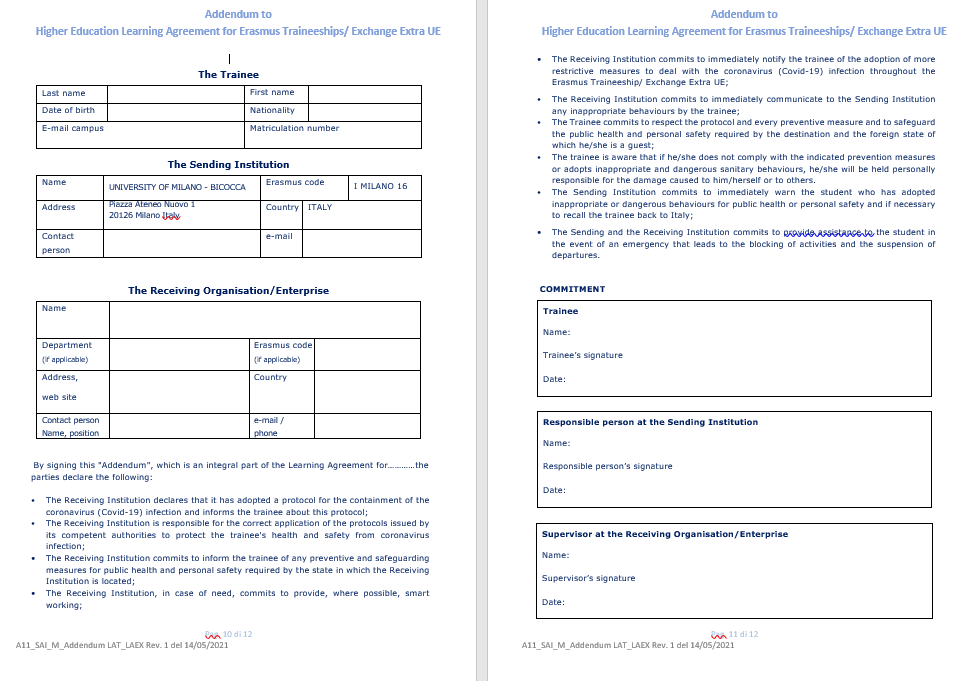 Addendum to
Higher Education Learning Agreement for Erasmus Traineeships/ Exchange Extra UE
The Trainee
Last name First name
Date of birth Nationality
E-mail campus Matriculation number
The Sending Institution
Name UNIVERSITY OF MILANO - BICOCCA Erasmus code I MILANO 16
Address Piazza Ateneo Nuovo 1
20126 Milano Italy Country ITALY
Contact
person e-mail
The Receiving Organisation/Enterprise
Name
Department
(if applicable) Erasmus code
(if applicable)
Address,
web site Country
Contact person
Name, position e-mail /
phone
By signing this "Addendum", which is an integral part of the Learning Agreement for…………the
parties declare the following:
• The Receiving Institution declares that it has adopted a protocol for the containment of the
coronavirus (Covid-19) infection and informs the trainee about this protocol;
• The Receiving Institution is responsible for the correct application of the protocols issued by
its competent authorities to protect the trainee's health and safety from coronavirus
infection;
• The Receiving Institution commits to inform the trainee of any preventive and safeguarding
measures for public health and personal safety required by the state in which the Receiving
Institution is located;
• The Receiving Institution, in case of need, commits to provide, where possible, smart
working;
Pag. 10 di 12
A11_SAI_M_Addendum LAT_LAEX Rev. 1 del 14/05/2021
Addendum to
Higher Education Learning Agreement for Erasmus Traineeships/ Exchange Extra UE
• The Receiving Institution commits to immediately notify the trainee of the adoption of more
restrictive measures to deal with the coronavirus (Covid-19) infection throughout the
Erasmus Traineeship/ Exchange Extra UE;
• The Receiving Institution commits to immediately communicate to the Sending Institution
any inappropriate behaviours by the trainee;
• The Trainee commits to respect the protocol and every preventive measure and to safeguard
the public health and personal safety required by the destination and the foreign state of
which he/she is a guest;
• The trainee is aware that if he/she does not comply with the indicated prevention measures
or adopts inappropriate and dangerous sanitary behaviours, he/she will be held personally
responsible for the damage caused to him/herself or to others.
• The Sending Institution commits to immediately warn the student who has adopted
inappropriate or dangerous behaviours for public health or personal safety and if necessary
to recall the trainee back to Italy;
• The Sending and the Receiving Institution commits to provide assistance to the student in
the event of an emergency that leads to the blocking of activities and the suspension of
departures.
COMMITMENT
Trainee
Name:
Trainee's signature
Date:
Responsible person at the Sending Institution
Name:
Responsible person's signature
Date:
Supervisor at the Receiving Organisation/Enterprise
Name:
Supervisor's signature
Date:
Pag. 11 di 12
A11_SAI_M_Addendum LAT_LAEX Rev. 1 del 14/05/2021